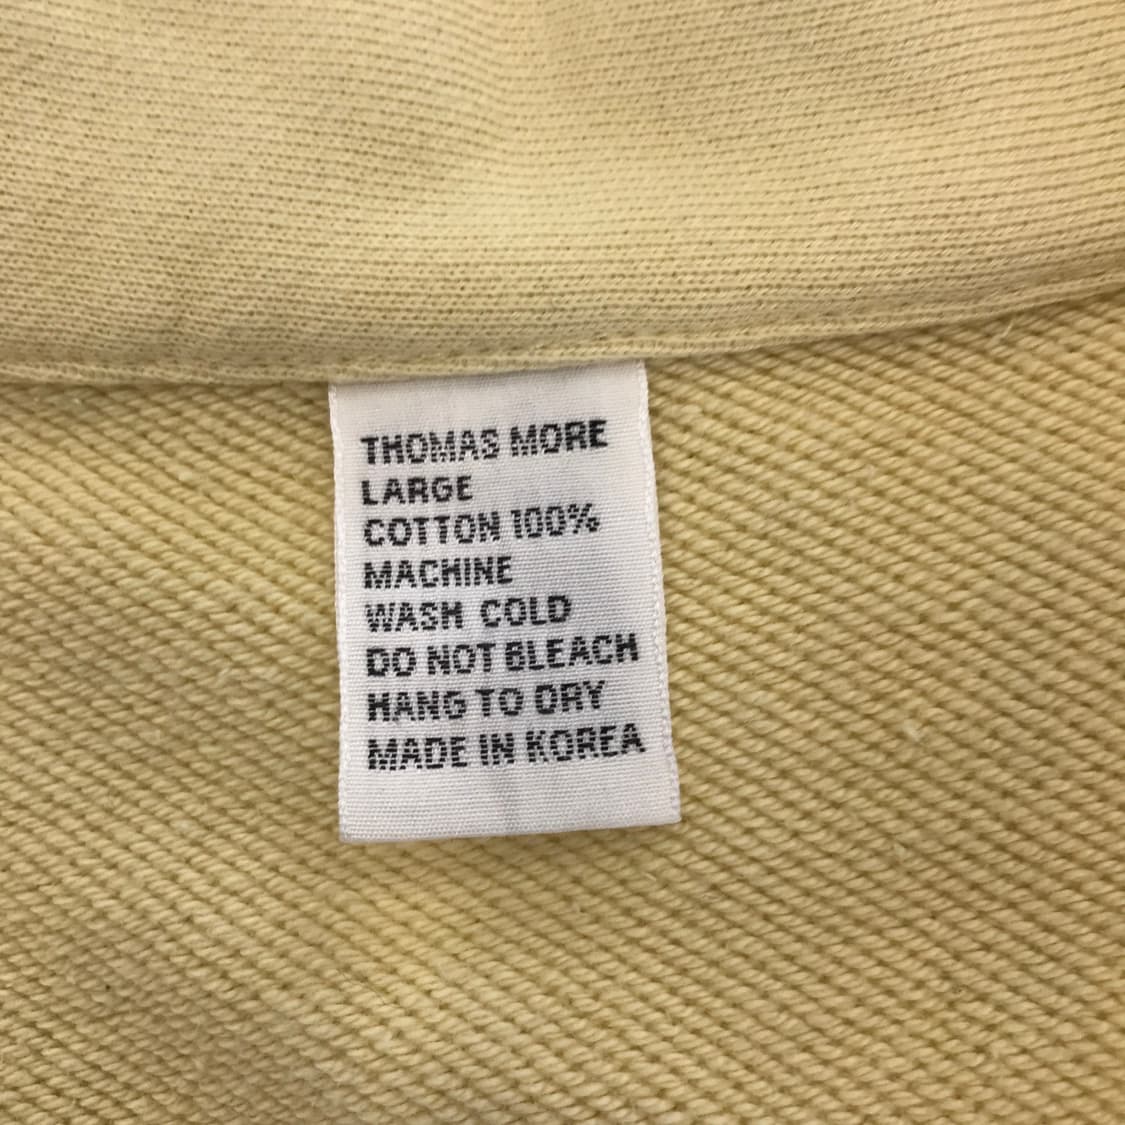 THOMAS MORE
LARGE
COTTON 100%
MACHINE
WASH COLD
DO NOT BLEACH
HANG TO DRY
MADE IN KOREA